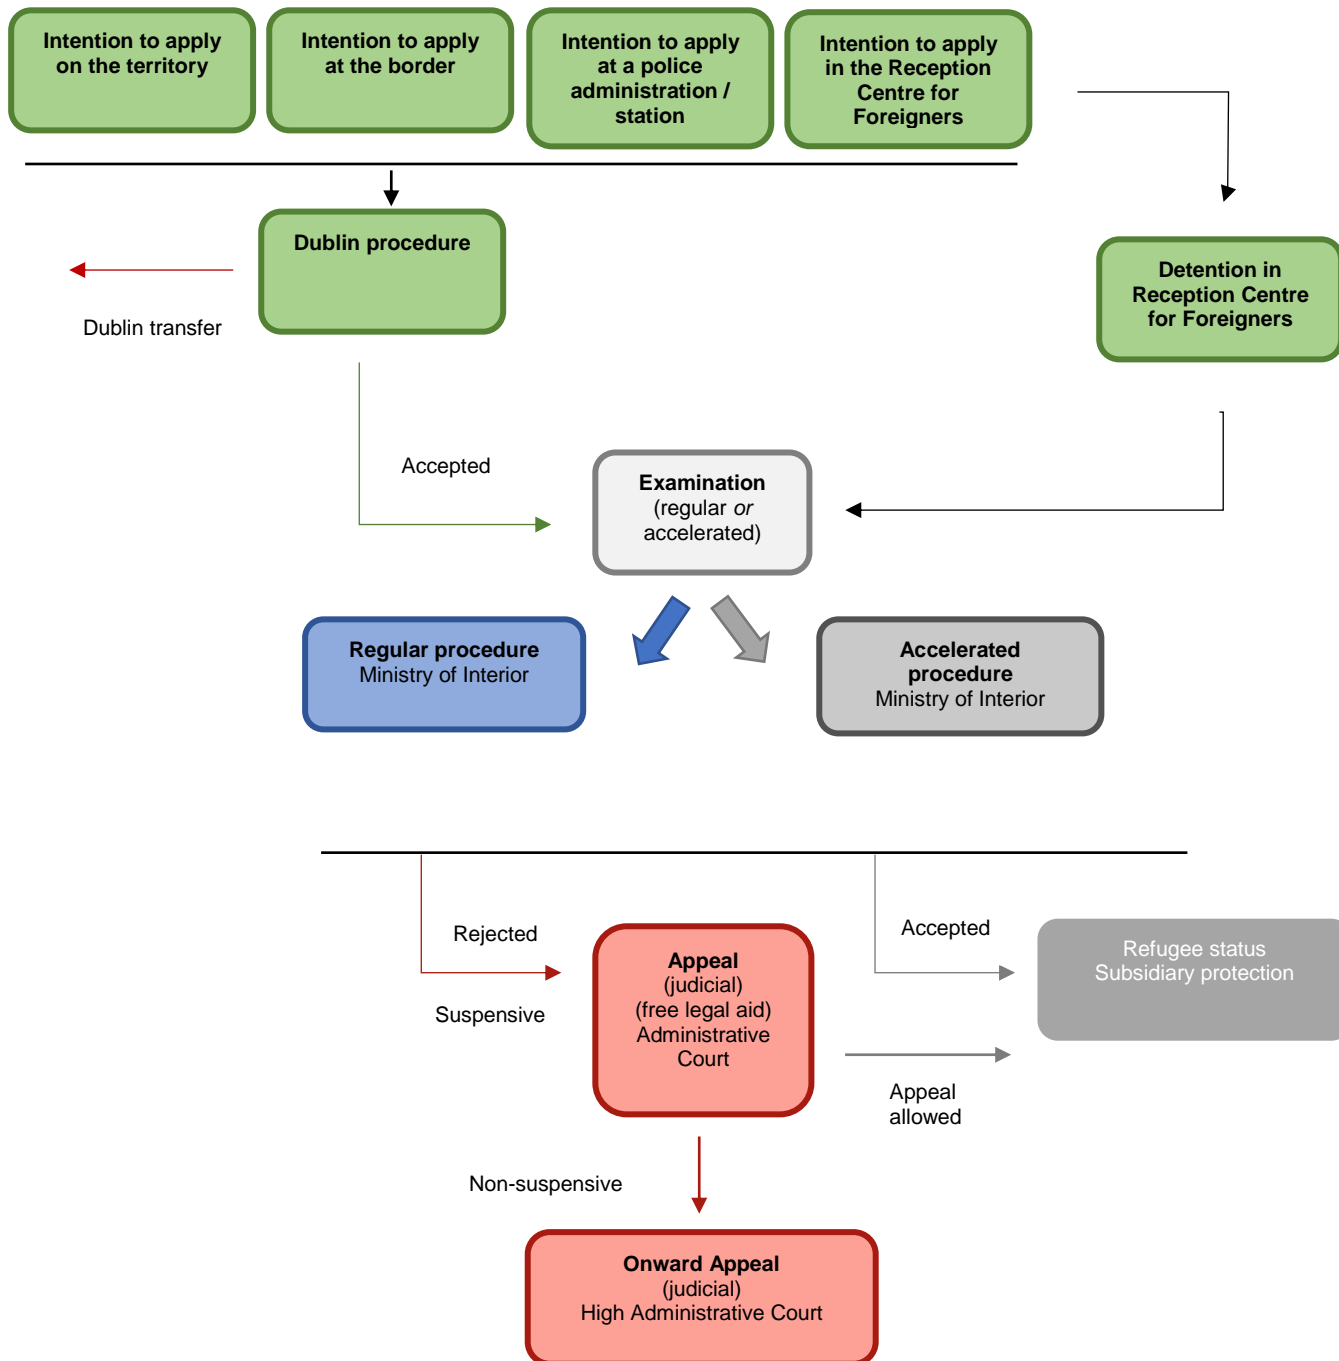 Intention to apply
on the territory
Intention to apply
at the border
Intention to apply
at a police
administration /
station
Intention to apply
in the Reception
Centre for
Foreigners
Dublin procedure
Dublin transfer
Detention in
Reception Centre
for Foreigners
Accepted
Examination
(regular or
accelerated)
Regular procedure
Ministry of Interior
Accelerated
procedure
Ministry of Interior
Rejected
Suspensive
Appeal
(judicial)
(free legal aid)
Administrative
Court
Accepted
Refugee status
Subsidiary protection
Appeal
allowed
Non-suspensive
Onward Appeal
(judicial)
High Administrative Court